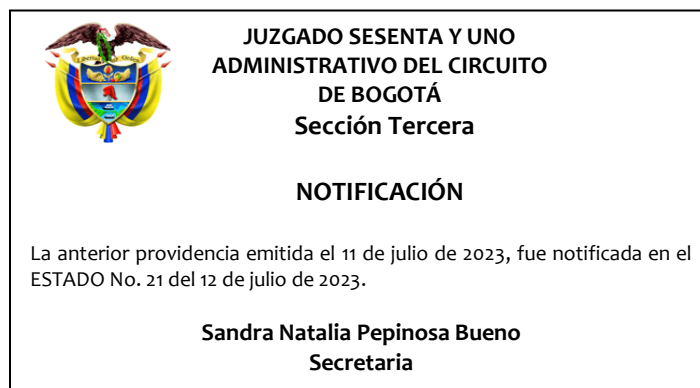 JUZGADO SESENTA Y UNO
ADMINISTRATIVO DEL CIRCUITO
DE BOGOTÁ
Sección Tercera
NOTIFICACIÓN
La anterior providencia emitida el 11 de julio de 2023, fue notificada en el
ESTADO No. 21 del 12 de julio de 2023.
Sandra Natalia Pepinosa Bueno
Secretaria